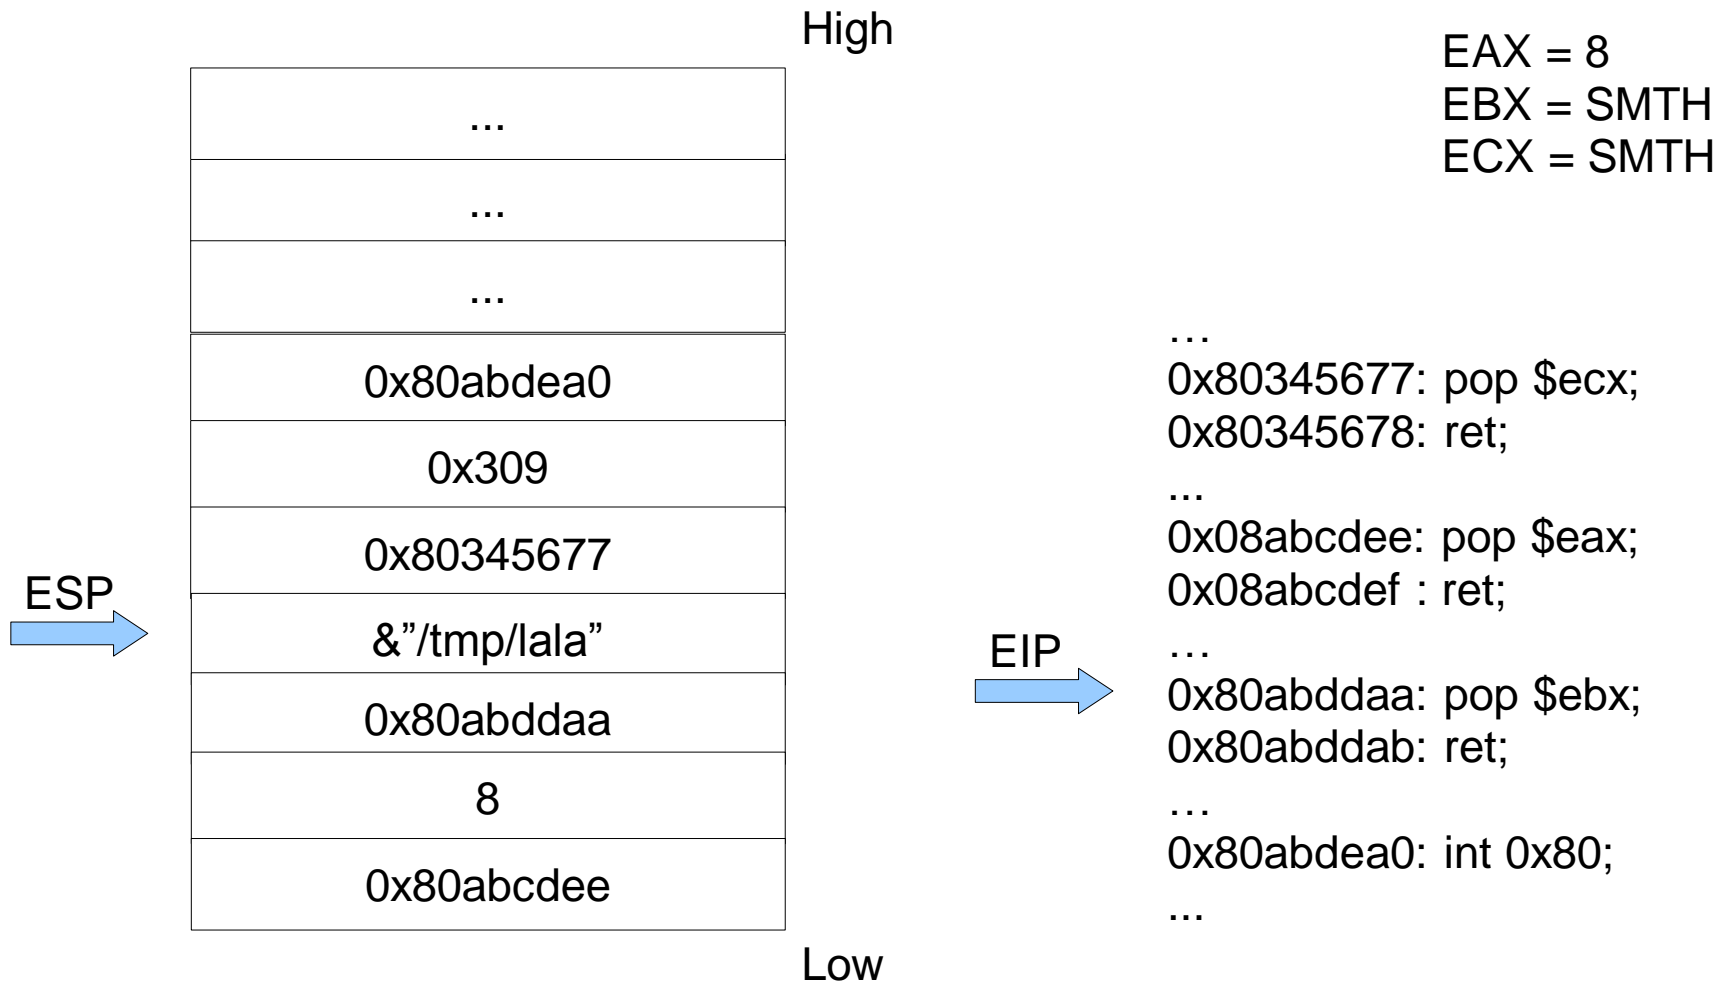 High
EAX = 8
EBX = SMTH
ECX = SMTH
...
...
...
0x80abdea0
0x309
0x80345677
ESP
&”/tmp/lala”
0x80abddaa
8
0x80abcdee
Low
…
0x80345677: pop $ecx;
0x80345678: ret;
...
0x08abcdee: pop $eax;
0x08abcdef : ret;
…
EIP
0x80abddaa: pop $ebx;
0x80abddab: ret;
…
0x80abdea0: int 0x80;
...